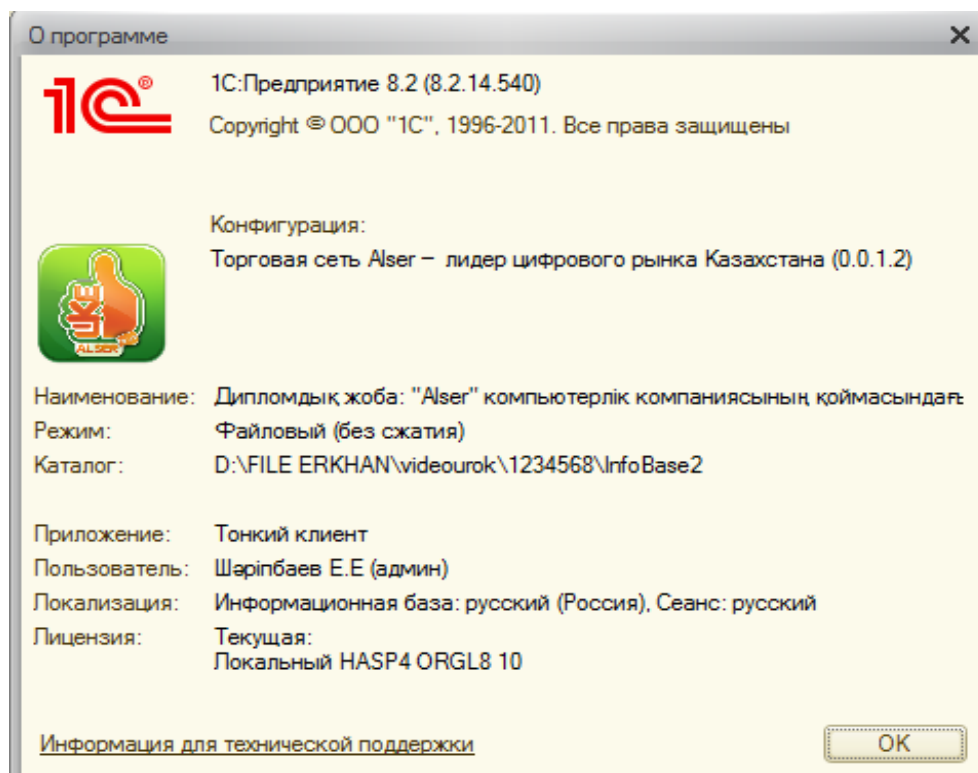 О программе
1С®
1С:Предприятие 8.2 (8.2.14.540)
Copyright © ООО "1С", 1996-2011. Все права защищены
Конфигурация:
Торговая сеть Alser – лидер цифрового рынка Казахстана (0.0.1.2)
ALSER
Наименование: Дипломдық жоба: "Alser" компьютерлік компаниясының қоймасындағ
Режим: Файловый (без сжатия)
Каталог: D:\FILE ERKHAN\videourok\1234568\InfoBase2
Приложение: Тонкий клиент
Пользователь: Шәріпбаев Е.Е (админ)
Локализация: Информационная база: русский (Россия), Сеанс: русский
Лицензия: Текущая:
Локальный HASP4 ORGL8 10
Информация для технической поддержки
OK